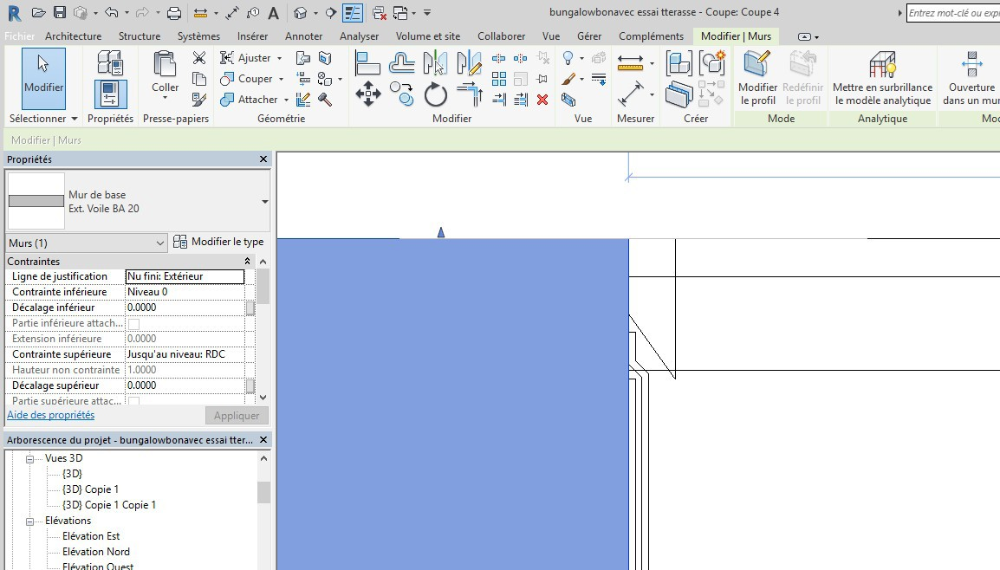 bungalowbonavec essai tterasse - Coupe: Coupe 4
Entrez mot-clé ou exp
Fichier Architecture Structure Systèmes Insérer Annoter Analyser Volume et site Collaborer Vue Gérer Compléments Modifier | Murs
Modifier
Sélectionner
Propriétés
Coller
Presse-papiers
Ajuster
Couper
Attacher
Géométrie
Modifier
Vue
Mesurer
Créer
Modifier
le profil
Redéfinir
le profil
Mode
Mettre en surbrillance
le modèle analytique
Analytique
Ouverture
dans un mur
Modifier | Murs
Propriétés
Mur de base
Ext. Voile BA 20
Murs (1)
Modifier le type
Contraintes
Ligne de justification Nu fini: Extérieur
Contrainte inférieure Niveau 0
Décalage inférieur 0.0000
Partie inférieure attach...
Extension inférieure 0.0000
Contrainte supérieure Jusqu'au niveau: RDC
Hauteur non contrainte 1.0000
Décalage supérieur 0.0000
Partie supérieure attac...
Aide des propriétés
Appliquer
Arborescence du projet - bungalowbonavec essai tter...
Vues 3D
{3D}
{3D} Copie 1
{3D} Copie 1 Copie 1
Elévations
Elévation Est
Elévation Nord
Elévation Ouest